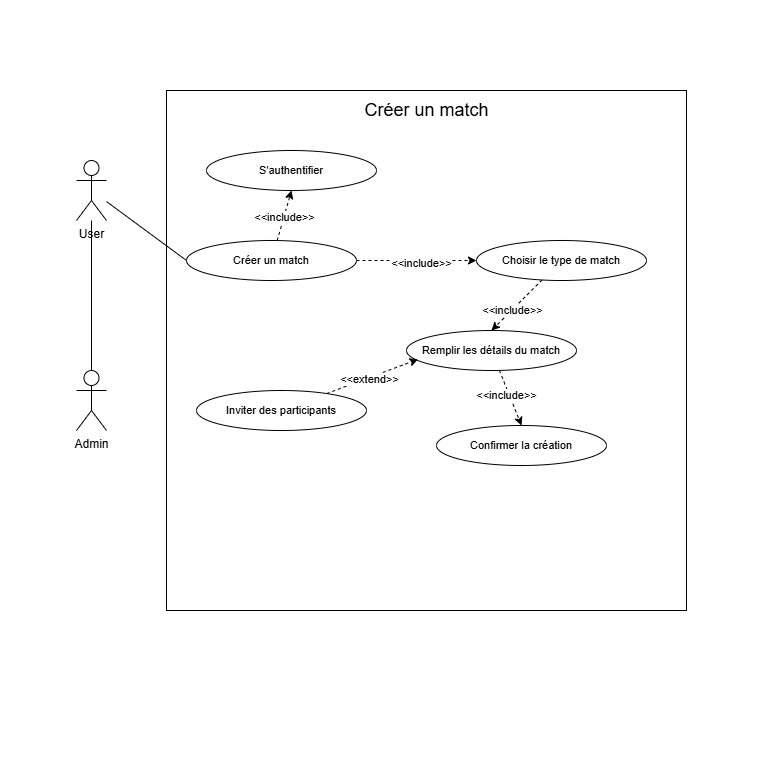 Créer un match
S'authentifier
<<include>>
User
Créer un match
<<include>>
Choisir le type de match
<<include>>
Remplir les détails du match
<<extend>>
<<include>>
Inviter des participants
Admin
Confirmer la création